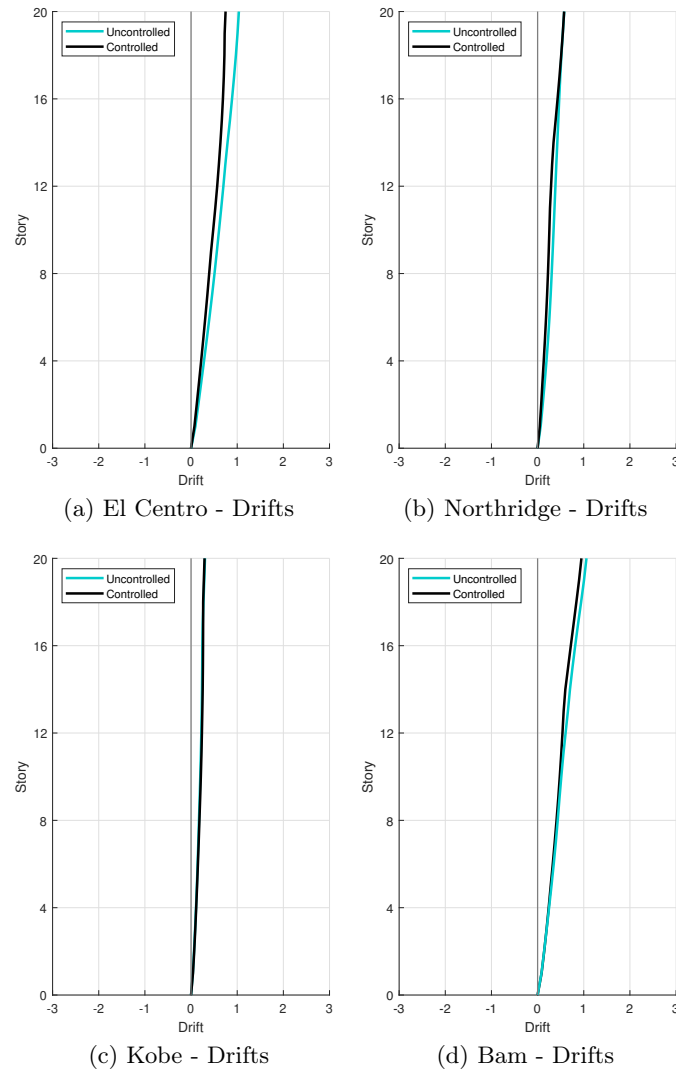 20
16
12
8
4
0
Story
Uncontrolled
Controlled
-3 -2 -1 0 1 2 3
Drift
(a) El Centro - Drifts
20
16
12
8
4
0
Story
Uncontrolled
Controlled
-3 -2 -1 0 1 2 3
Drift
(b) Northridge - Drifts
20
16
12
8
4
0
Story
Uncontrolled
Controlled
-3 -2 -1 0 1 2 3
Drift
(c) Kobe - Drifts
20
16
12
8
4
0
Story
Uncontrolled
Controlled
-3 -2 -1 0 1 2 3
Drift
(d) Bam - Drifts